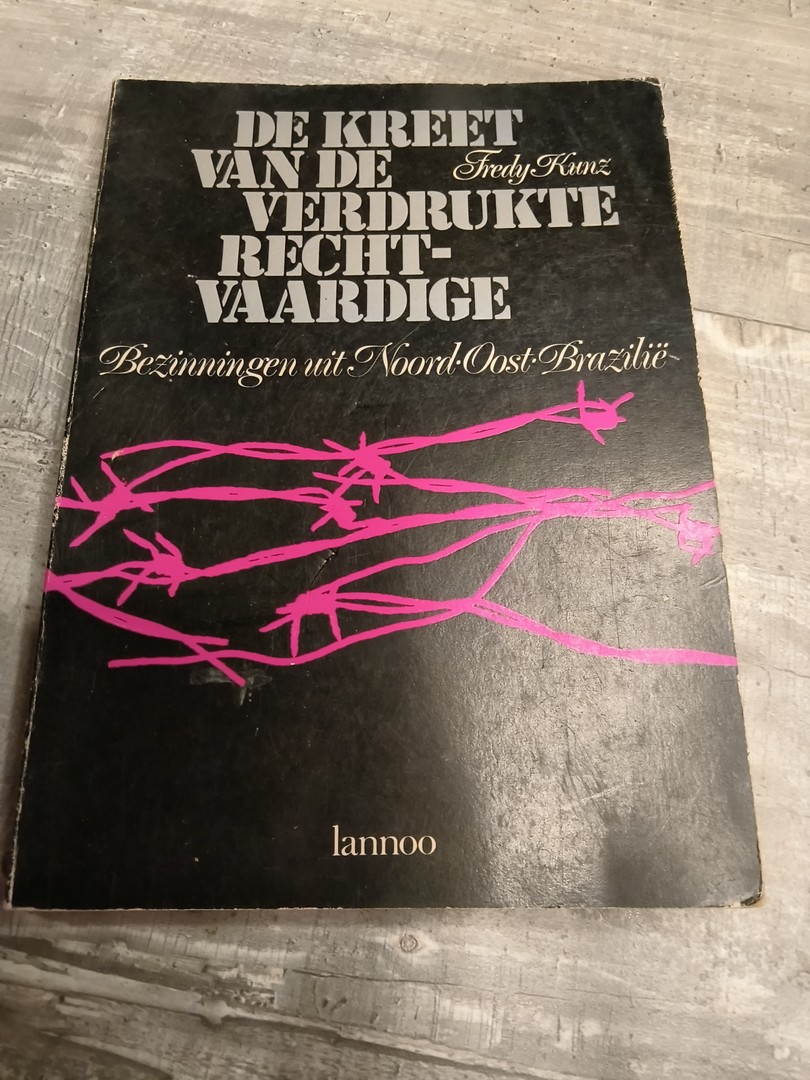 DE KREET
VAN DE
Fredy Kunz
VERDRUKTE
RECHT-
VAARDIGE
Bezinningen uit Noord-Oost-Brazilië
lannoo